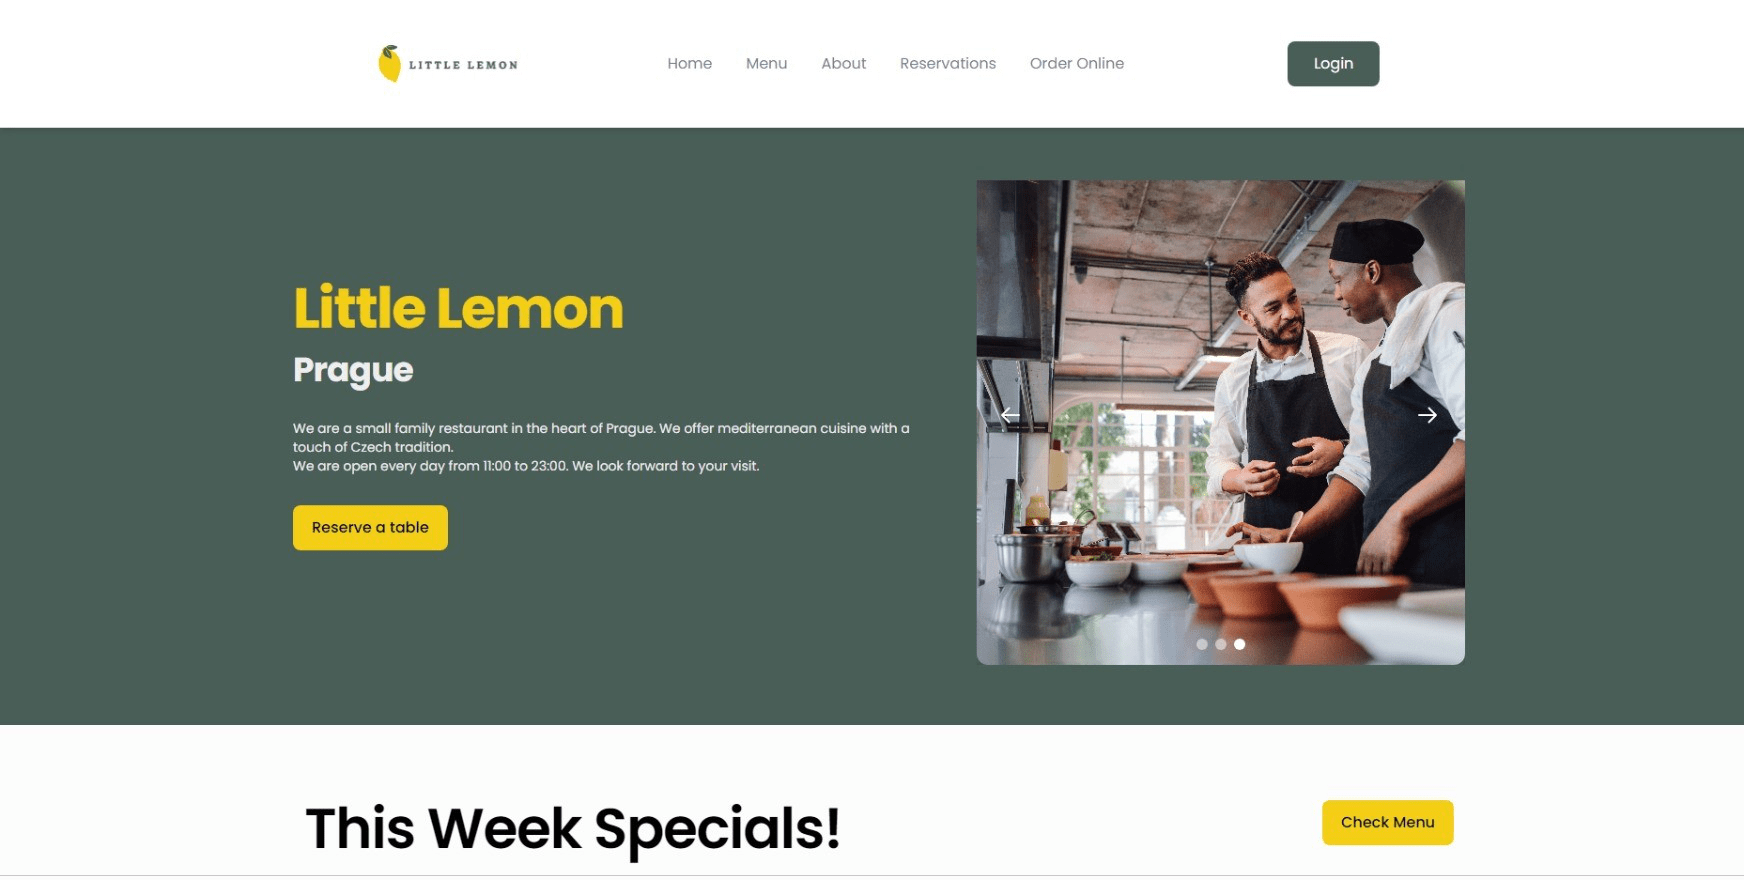 LITTLE LEMON
Home
Menu
About
Reservations
Order Online
Login
Little Lemon
Prague
We are a small family restaurant in the heart of Prague. We offer mediterranean cuisine with a
touch of Czech tradition.
We are open every day from 11:00 to 23:00. We look forward to your visit.
Reserve a table
This Week Specials!
Check Menu